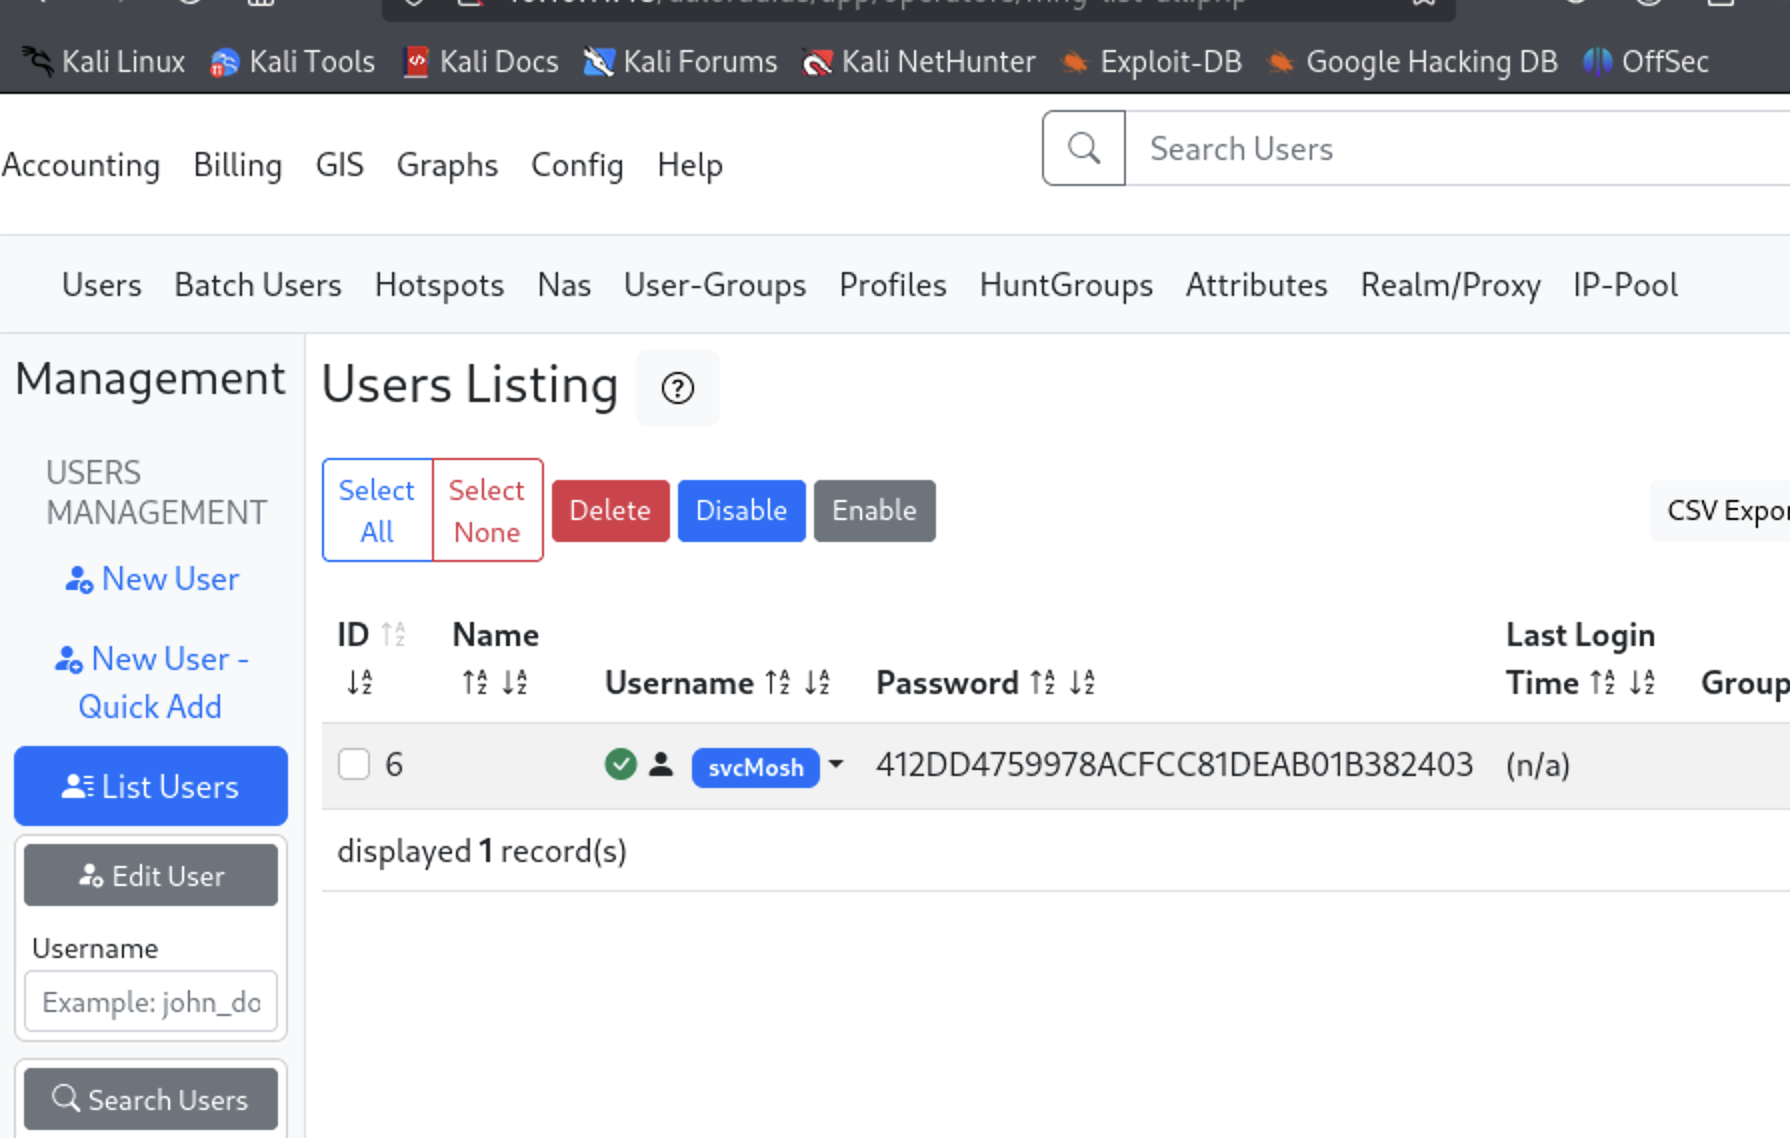 Kali Linux Kali Tools Kali Docs Kali Forums Kali NetHunter Exploit-DB Google Hacking DB OffSec
Accounting Billing GIS Graphs Config Help
Search Users
Users Batch Users Hotspots Nas User-Groups Profiles HuntGroups Attributes Realm/Proxy IP-Pool
Management
USERS
MANAGEMENT
New User
New User -
Quick Add
List Users
Edit User
Username
Example: john_do
Search Users
Users Listing
Select All
Select None
Delete
Disable
Enable
CSV Expor
ID Name Username Password Last Login Time Group
6 svcMosh 412DD4759978ACFCC81DEAB01B382403 (n/a)
displayed 1 record(s)